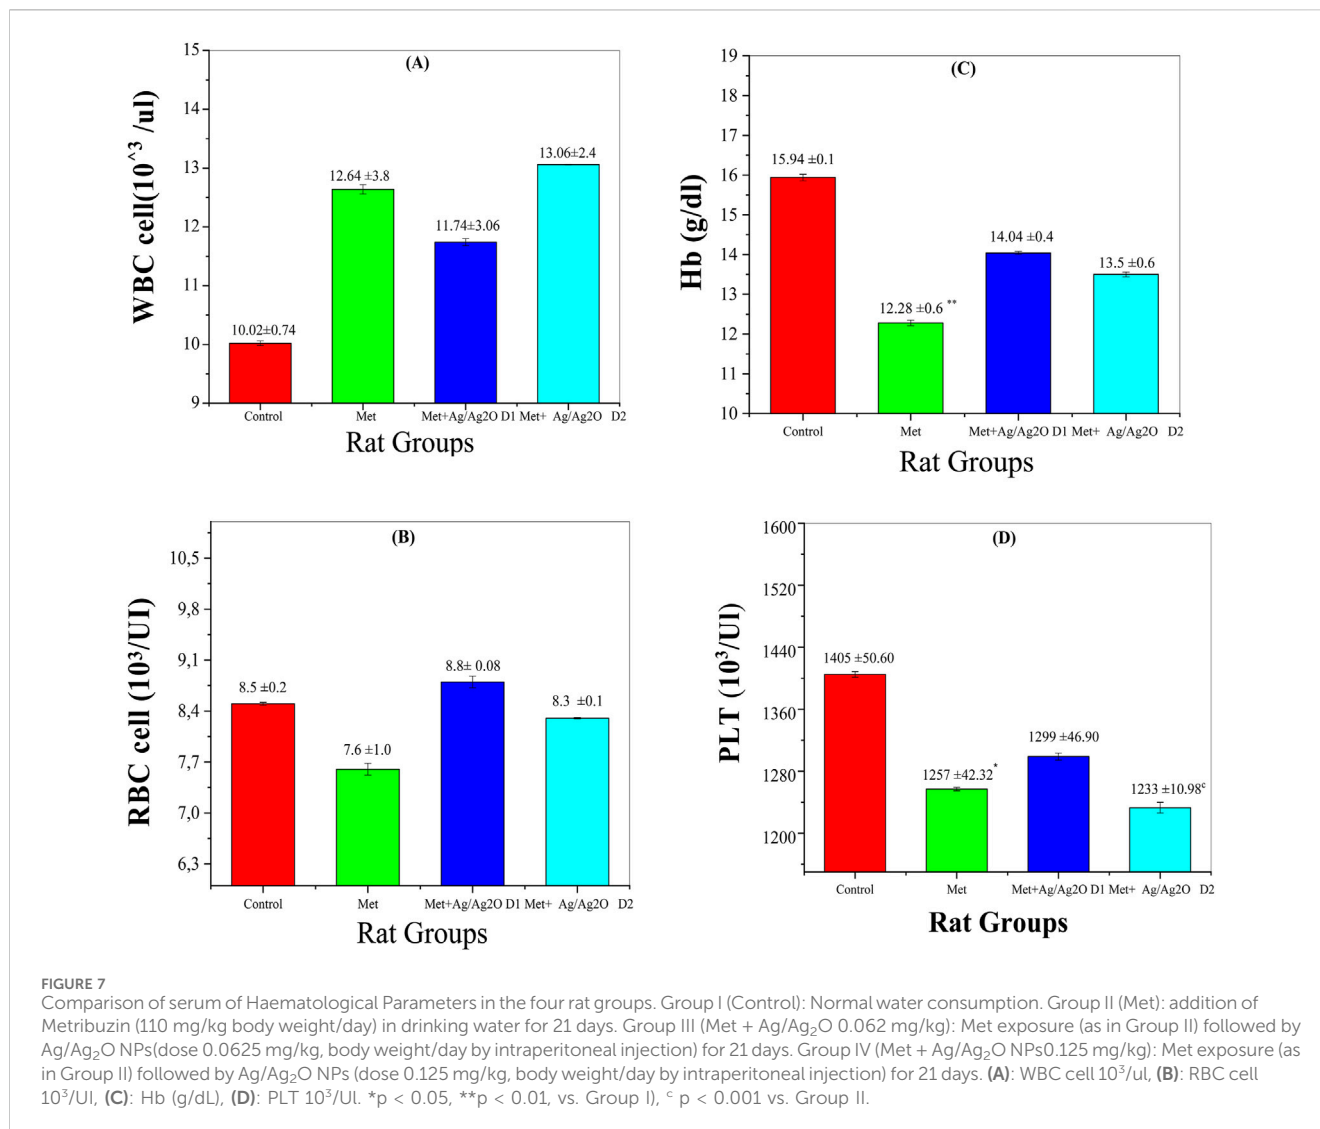 (A)
WBC cell(10^3 /ul)
15
14
13
12
11
10
9
10.02±0.74
12.64 ±3.8
11.74±3.06
13.06±2.4
Control Met Met+Ag/Ag2O D1 Met+ Ag/Ag2O D2
Rat Groups
(C)
Hb (g/dl)
19
18
17
16
15
14
13
12
11
10
15.94 ±0.1
12.28 ±0.6 **
14.04 ±0.4
13.5 ±0.6
Control Met Met+Ag/Ag2O D1 Met+ Ag/Ag2O D2
Rat Groups
(B)
RBC cell (10³/UI)
10,5
9,8
9,1
8,4
7,7
7,0
6,3
8.5 ±0.2
7.6 ±1.0
8.8± 0.08
8.3 ±0.1
Control Met Met+Ag/Ag2O D1 Met+ Ag/Ag2O D2
Rat Groups
(D)
PLT (10³/UI)
1600
1520
1440
1360
1280
1200
1405 ±50.60
1257 ±42.32*
1299 ±46.90
1233 ±10.98ᶜ
Control Met Met+Ag/Ag2O D1 Met+ Ag/Ag2O D2
Rat Groups
FIGURE 7
Comparison of serum of Haematological Parameters in the four rat groups. Group I (Control): Normal water consumption. Group II (Met): addition of
Metribuzin (110 mg/kg body weight/day) in drinking water for 21 days. Group III (Met + Ag/Ag₂O 0.062 mg/kg): Met exposure (as in Group II) followed by
Ag/Ag₂O NPs(dose 0.0625 mg/kg, body weight/day by intraperitoneal injection) for 21 days. Group IV (Met + Ag/Ag₂O NPs0.125 mg/kg): Met exposure (as
in Group II) followed by Ag/Ag₂O NPs (dose 0.125 mg/kg, body weight/day by intraperitoneal injection) for 21 days. (A): WBC cell 10³/ul, (B): RBC cell
10³/UI, (C): Hb (g/dL), (D): PLT 10³/Ul. *p < 0.05, **p < 0.01, vs. Group I), ᶜ p < 0.001 vs. Group II.